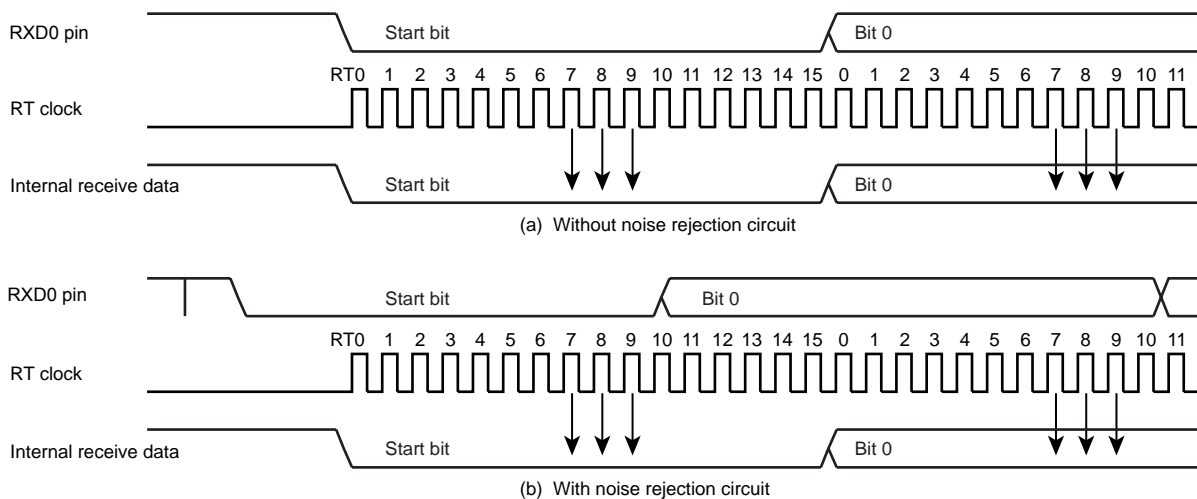 RXD0 pin Start bit Bit 0
RT0 1 2 3 4 5 6 7 8 9 10 11 12 13 14 15 0 1 2 3 4 5 6 7 8 9 10 11
RT clock
Internal receive data Start bit Bit 0
(a) Without noise rejection circuit
RXD0 pin Start bit Bit 0
RT0 1 2 3 4 5 6 7 8 9 10 11 12 13 14 15 0 1 2 3 4 5 6 7 8 9 10 11
RT clock
Internal receive data Start bit Bit 0
(b) With noise rejection circuit